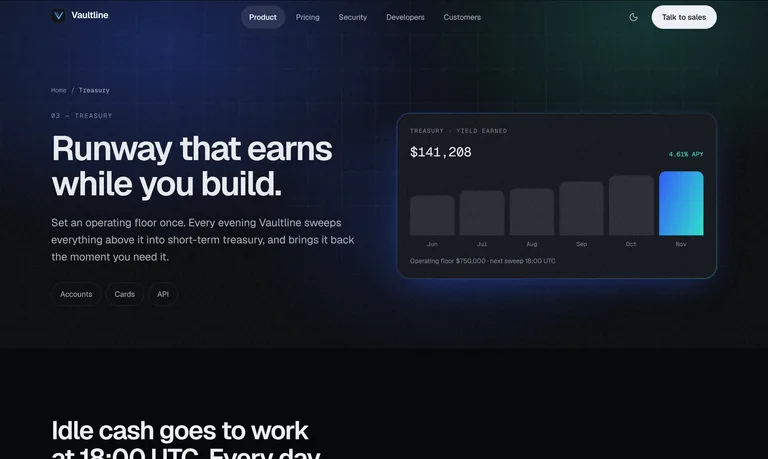 Vaultline
Product
Pricing
Security
Developers
Customers
Talk to sales
Home / Treasury
03 — TREASURY
Runway that earns
while you build.
Set an operating floor once. Every evening Vaultline sweeps
everything above it into short-term treasury, and brings it back
the moment you need it.
Accounts
Cards
API
TREASURY · YIELD EARNED
$141,208
4.61% APY
Jun
Jul
Aug
Sep
Oct
Nov
Operating floor $750,000 · next sweep 18:00 UTC
Idle cash goes to work
at 18:00 UTC. Every day.